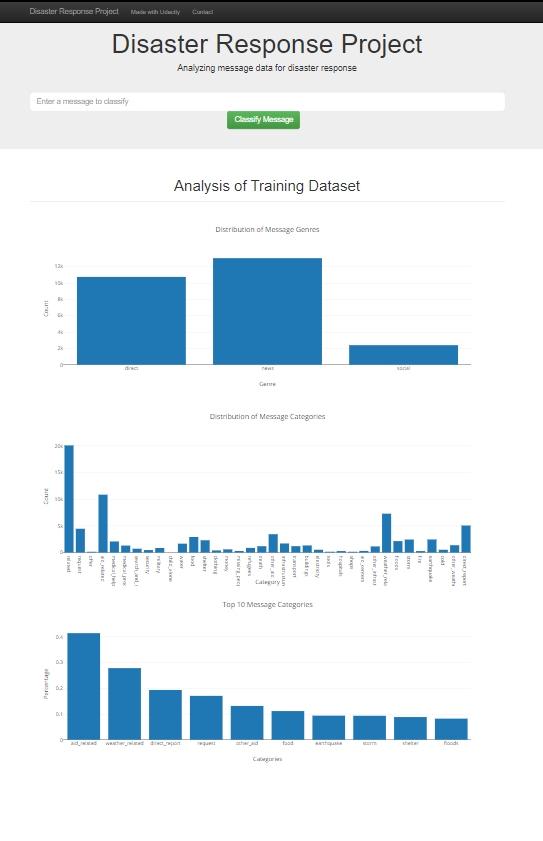 Disaster Response Project Made with Udacity Contact
Disaster Response Project
Analyzing message data for disaster response
Enter a message to classify
Classify Message
Analysis of Training Dataset
Distribution of Message Genres
12k
10k
8k
6k
4k
2k
0
Count
direct news social
Genre
Distribution of Message Categories
20k
15k
10k
5k
0
Count
related request offer aid_related medical_help security military water food shelter clothing money refugees death transport buildings electricity tools hospitals shops floods storm fire earthquake cold direct_report
Category
Top 10 Message Categories
0.4
0.3
0.2
0.1
0
Percentage
aid_related weather_related direct_report request other_aid food earthquake storm shelter floods
Categories